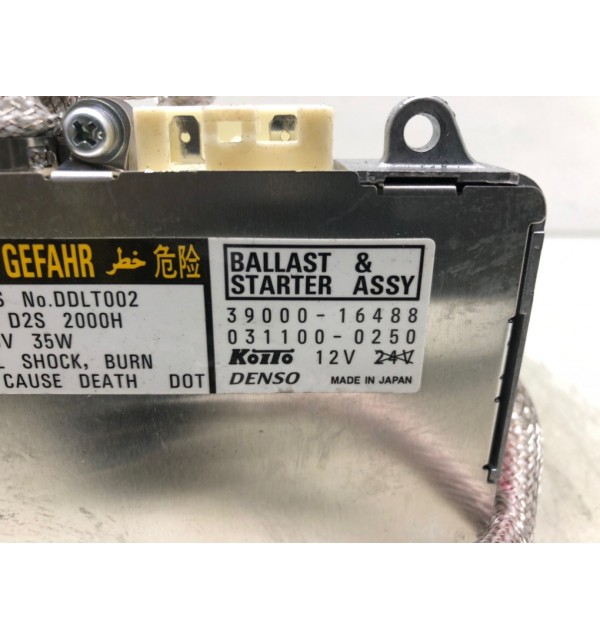 GEFAHR خطر 危险
S No.DDLT002
D2S 2000H
V 35W
L SHOCK, BURN
CAUSE DEATH DOT
BALLAST &
STARTER ASSY
39000-16488
031100-0250
KOITO 12V 24V
DENSO MADE IN JAPAN